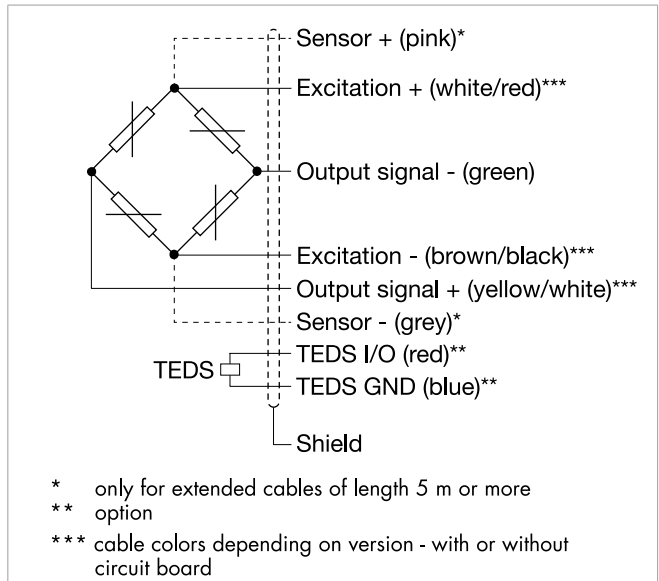 Sensor + (pink)*
Excitation + (white/red)***
Output signal - (green)
Excitation - (brown/black)***
Output signal + (yellow/white)***
Sensor - (grey)*
TEDS I/O (red)**
TEDS
TEDS GND (blue)**
Shield
* only for extended cables of length 5 m or more
** option
*** cable colors depending on version - with or without
circuit board